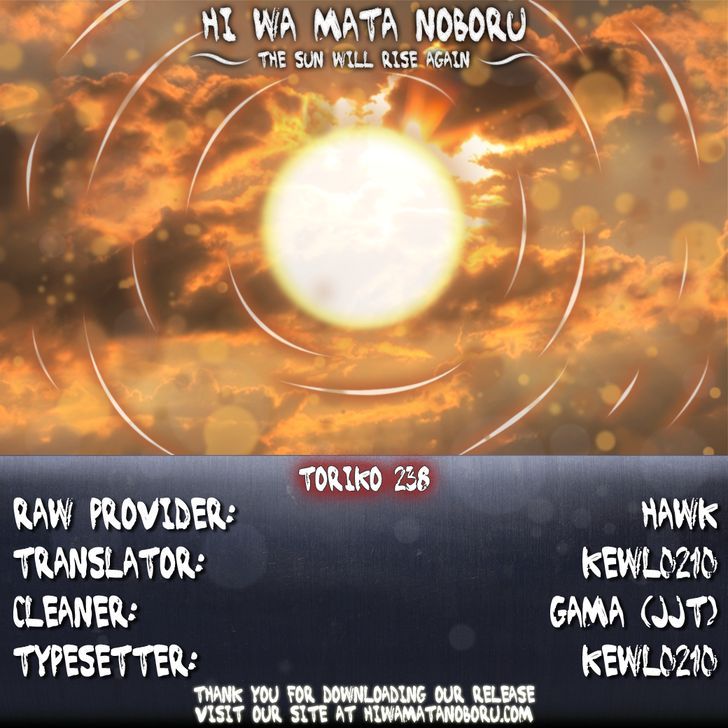 HI WA MATA NOBORU
THE SUN WILL RISE AGAIN
TORIKO 238
RAW PROVIDER: HAWK
TRANSLATOR: KEWL0210
CLEANER: GAMA (JJT)
TYPESETTER: KEWL0210
THANK YOU FOR DOWNLOADING OUR RELEASE
VISIT OUR SITE AT HIWAMATANOBORU.COM